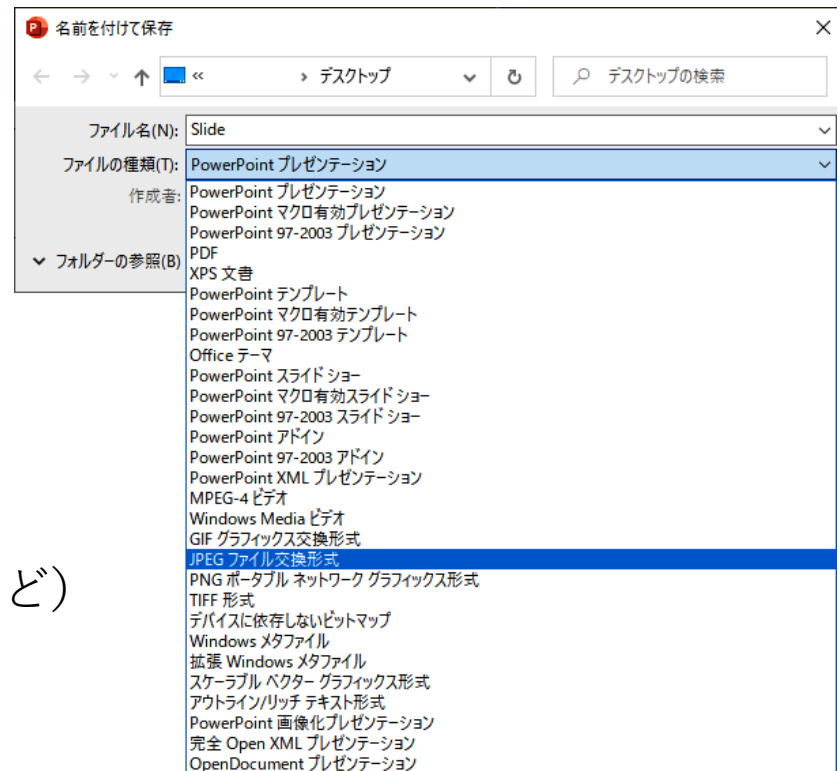 名前を付けて保存
« › デスクトップ
デスクトップの検索
ファイル名(N): Slide
ファイルの種類(T): PowerPoint プレゼンテーション
作成者:
フォルダーの参照(B)
PowerPoint プレゼンテーション
PowerPoint マクロ有効プレゼンテーション
PowerPoint 97-2003 プレゼンテーション
PDF
XPS 文書
PowerPoint テンプレート
PowerPoint マクロ有効テンプレート
PowerPoint 97-2003 テンプレート
Office テーマ
PowerPoint スライド ショー
PowerPoint マクロ有効スライド ショー
PowerPoint 97-2003 スライド ショー
PowerPoint アドイン
PowerPoint 97-2003 アドイン
PowerPoint XML プレゼンテーション
MPEG-4 ビデオ
Windows Media ビデオ
GIF グラフィックス交換形式
JPEG ファイル交換形式
PNG ポータブル ネットワーク グラフィックス形式
TIFF 形式
デバイスに依存しないビットマップ
Windows メタファイル
拡張 Windows メタファイル
スケーラブル ベクター グラフィックス形式
アウトライン/リッチ テキスト形式
PowerPoint 画像化プレゼンテーション
完全 Open XML プレゼンテーション
OpenDocument プレゼンテーション
ど）